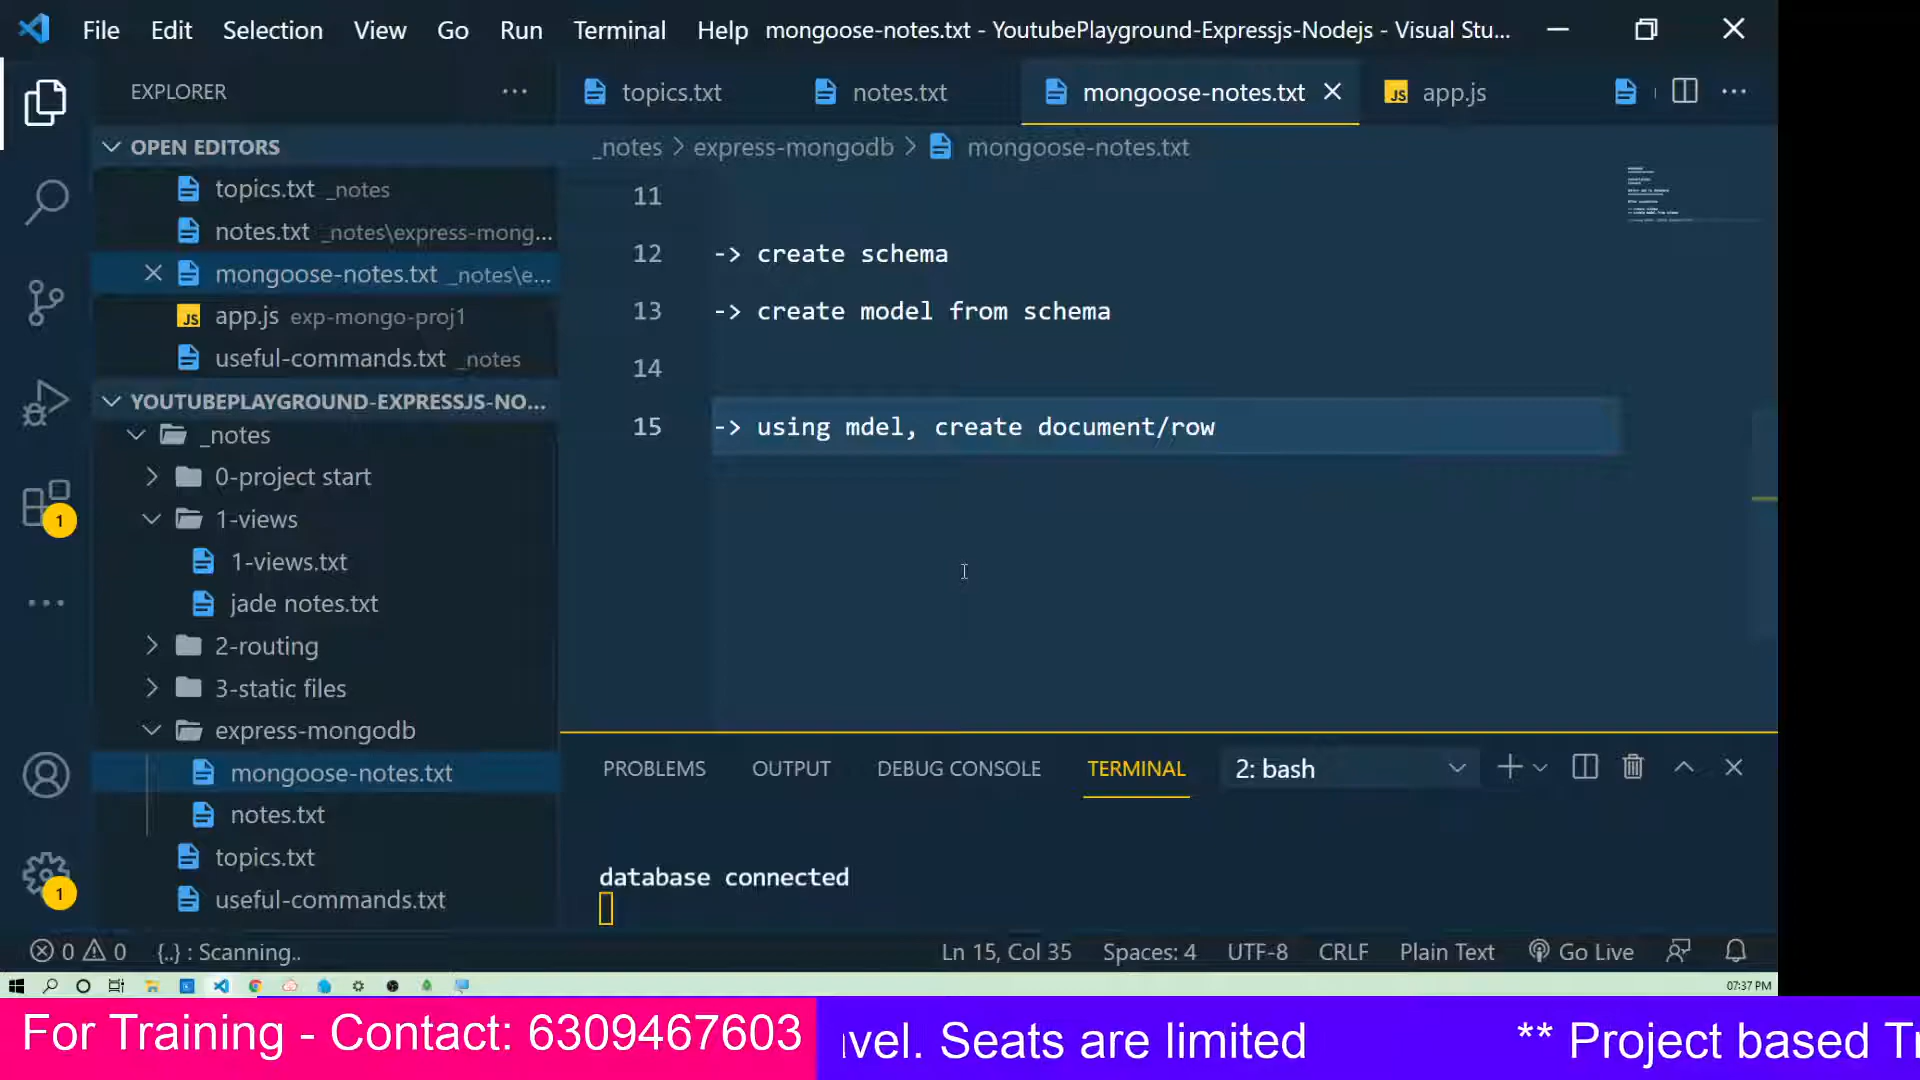 File Edit Selection View Go Run Terminal Help mongoose-notes.txt - YoutubePlayground-Expressjs-Nodejs - Visual Stu...
EXPLORER
topics.txt notes.txt mongoose-notes.txt JS app.js
OPEN EDITORS
_notes > express-mongodb > mongoose-notes.txt
topics.txt _notes
notes.txt _notes\express-mong...
mongoose-notes.txt _notes\e...
JS app.js exp-mongo-proj1
useful-commands.txt _notes
YOUTUBEPLAYGROUND-EXPRESSJS-NO...
_notes
0-project start
1-views
1-views.txt
jade notes.txt
2-routing
3-static files
express-mongodb
mongoose-notes.txt
notes.txt
topics.txt
useful-commands.txt
1
1
11
12 -> create schema
13 -> create model from schema
14
15 -> using mdel, create document/row
PROBLEMS OUTPUT DEBUG CONSOLE TERMINAL 2: bash
database connected
0 0 {..} : Scanning.. Ln 15, Col 35 Spaces: 4 UTF-8 CRLF Plain Text Go Live
07:37 PM
For Training - Contact: 6309467603
vel. Seats are limited ** Project based Tr